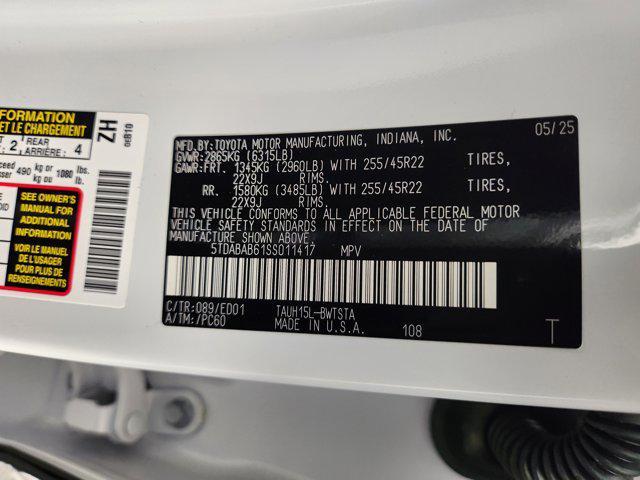 FORMATION
ET LE CHARGEMENT
2 REAR ARRIÈRE: 4
ZH
08B10
490 kg or 1080 lbs.
SEE OWNER'S
MANUAL FOR
ADDITIONAL
INFORMATION
VOIR LE MANUEL
DE L'USAGER
POUR PLUS DE
RENSEIGNEMENTS
MFD.BY:TOYOTA MOTOR MANUFACTURING, INDIANA, INC. 05/25
GVWR:2865KG (6315LB)
GAWR:FRT. 1345KG (2960LB) WITH 255/45R22 TIRES,
22X9J RIMS.
RR. 1580KG (3485LB) WITH 255/45R22 TIRES,
22X9J RIMS.
THIS VEHICLE CONFORMS TO ALL APPLICABLE FEDERAL MOTOR
VEHICLE SAFETY STANDARDS IN EFFECT ON THE DATE OF
MANUFACTURE SHOWN ABOVE.
5TDABAB61SS011417 MPV
C/TR:089/ED01 TAUH15L-BWTSTA
A/TM:/PC60 MADE IN U.S.A. 108 T